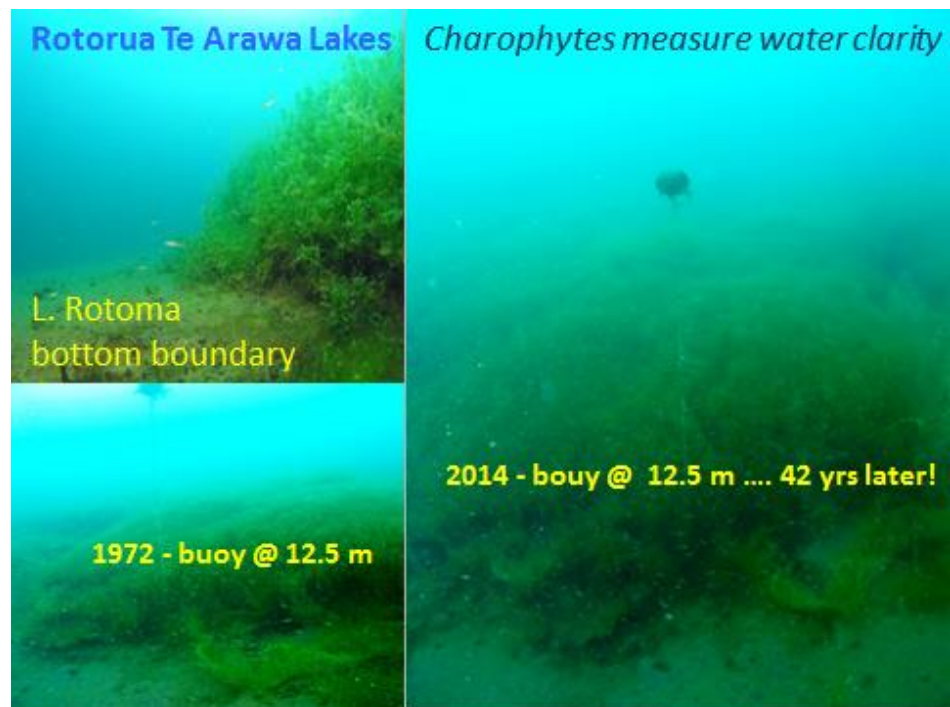 Rotorua Te Arawa Lakes
Charophytes measure water clarity
L. Rotoma
bottom boundary
1972 - buoy @ 12.5 m
2014 - bouy @  12.5 m .... 42 yrs later!